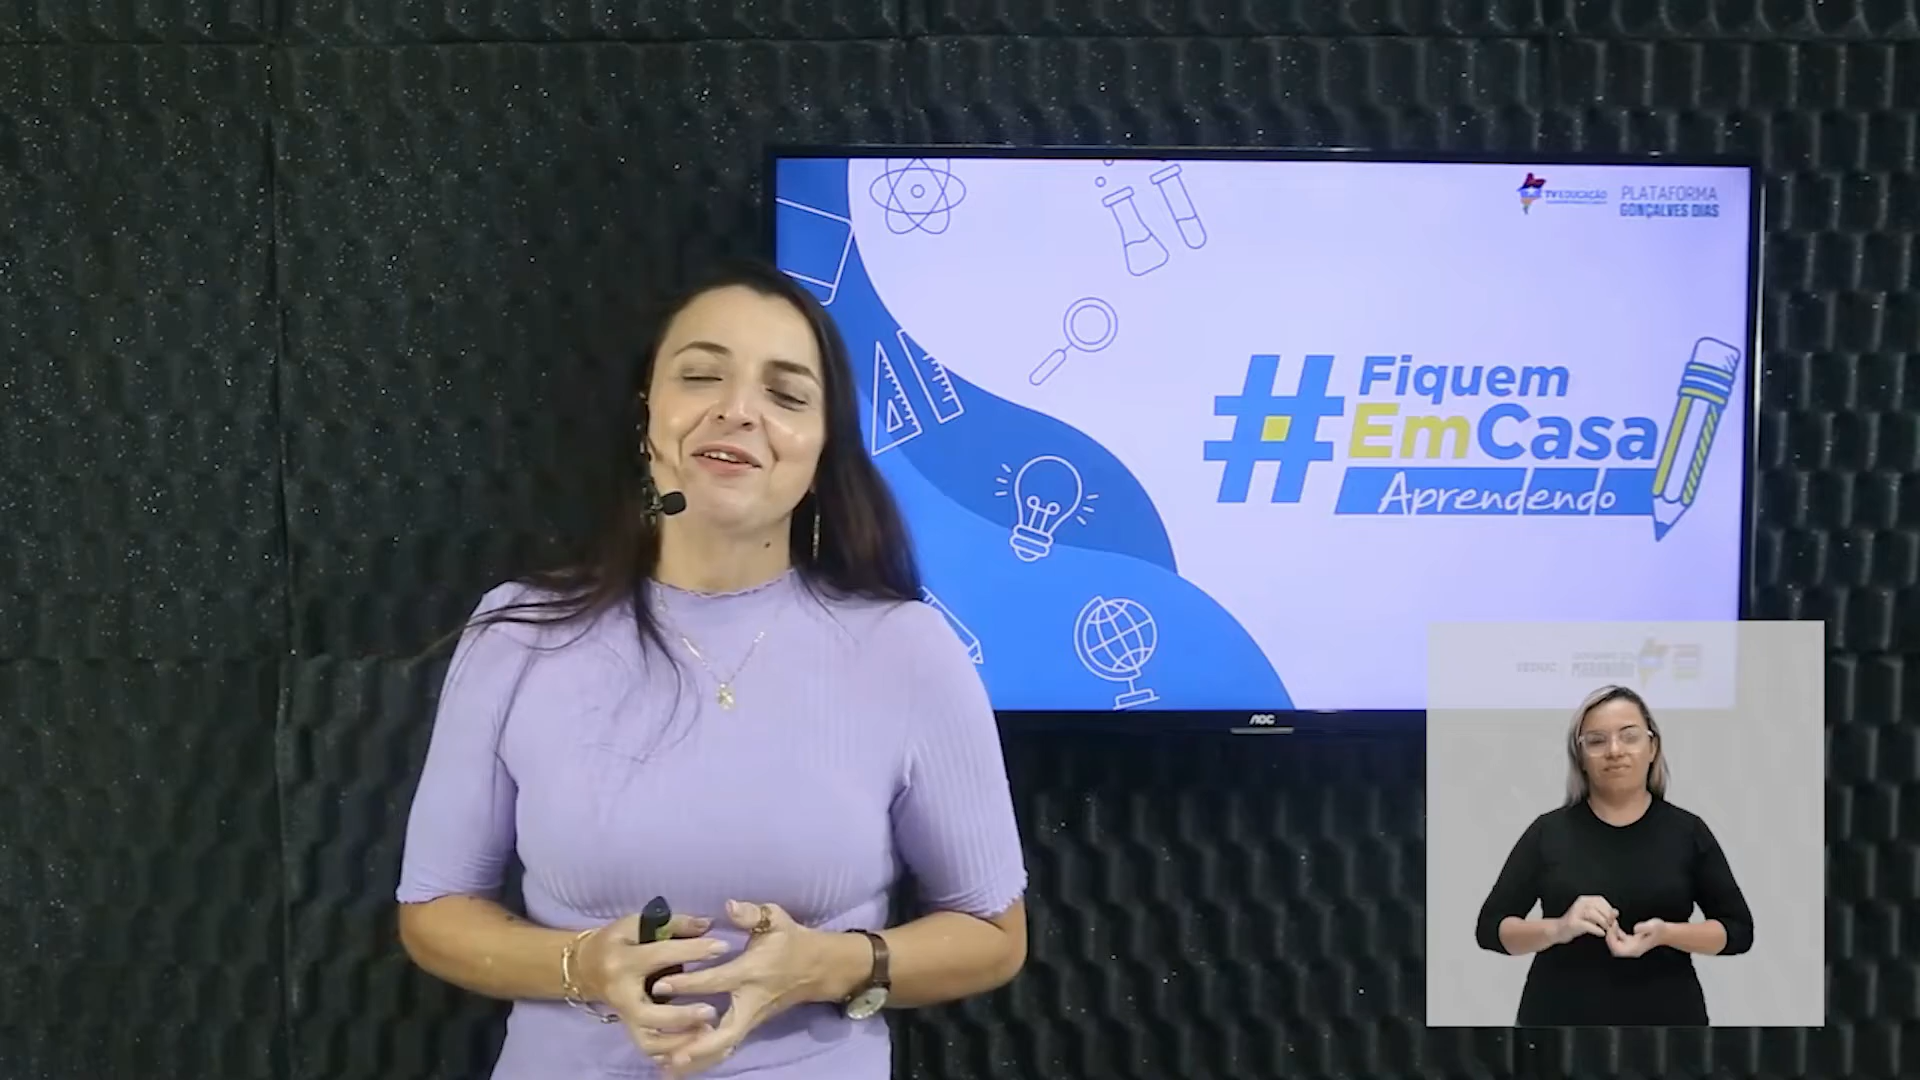 TV EDUCAÇÃO
PLATAFORMA
GONÇALVES DIAS
#Fiquem
EmCasa
Aprendendo
AOC